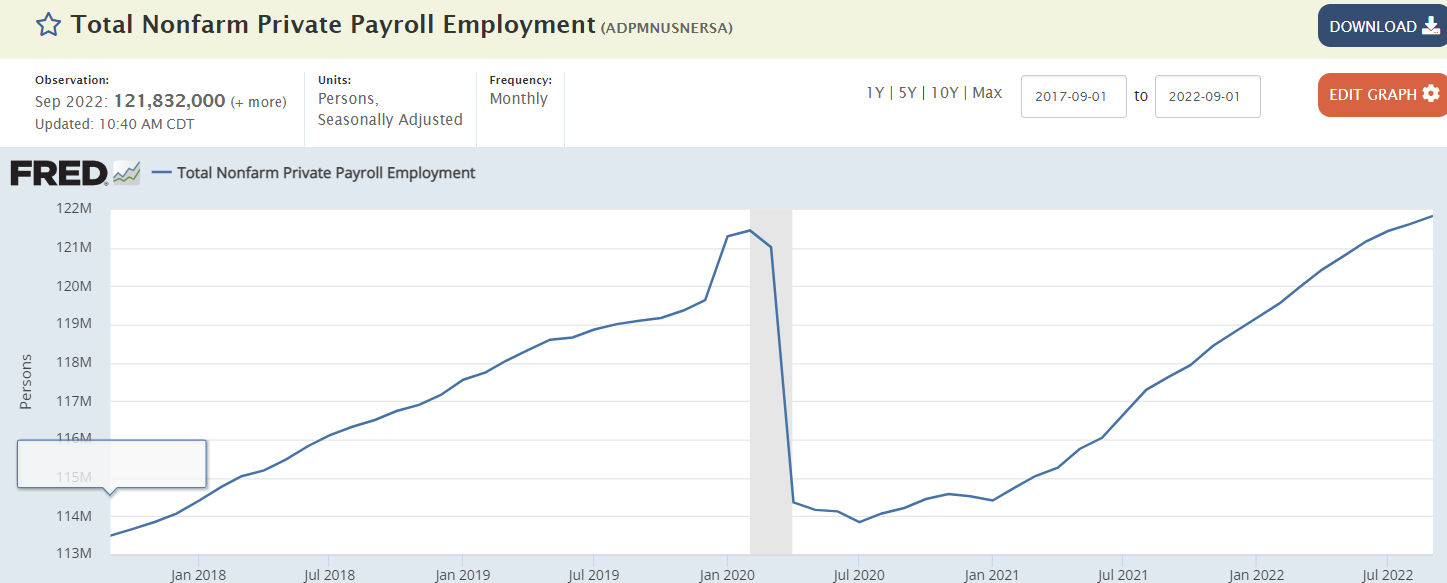 Total Nonfarm Private Payroll Employment (ADPMNUSNERSA)
DOWNLOAD
Observation:
Sep 2022: 121,832,000 (+ more)
Updated: 10:40 AM CDT
Units:
Persons,
Seasonally Adjusted
Frequency:
Monthly
1Y | 5Y | 10Y | Max
2017-09-01 to 2022-09-01
EDIT GRAPH
FRED
Total Nonfarm Private Payroll Employment
122M
121M
120M
119M
118M
117M
116M
115M
114M
113M
Persons
Jan 2018 Jul 2018 Jan 2019 Jul 2019 Jan 2020 Jul 2020 Jan 2021 Jul 2021 Jan 2022 Jul 2022